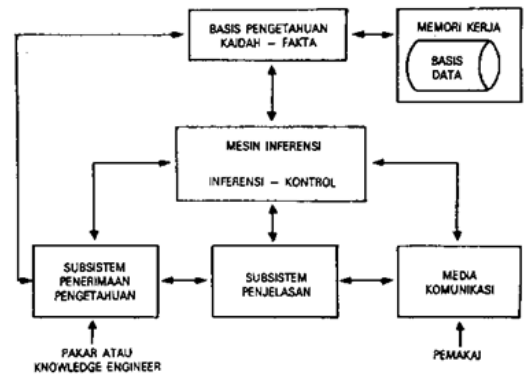 BASIS PENGETAHUAN
KAIDAH – FAKTA
MEMORI KERJA
BASIS
DATA
MESIN INFERENSI
INFERENSI – KONTROL
SUBSISTEM
PENERIMAAN
PENGETAHUAN
SUBSISTEM
PENJELASAN
MEDIA
KOMUNIKASI
PAKAR ATAU
KNOWLEDGE ENGINEER
PEMAKAI